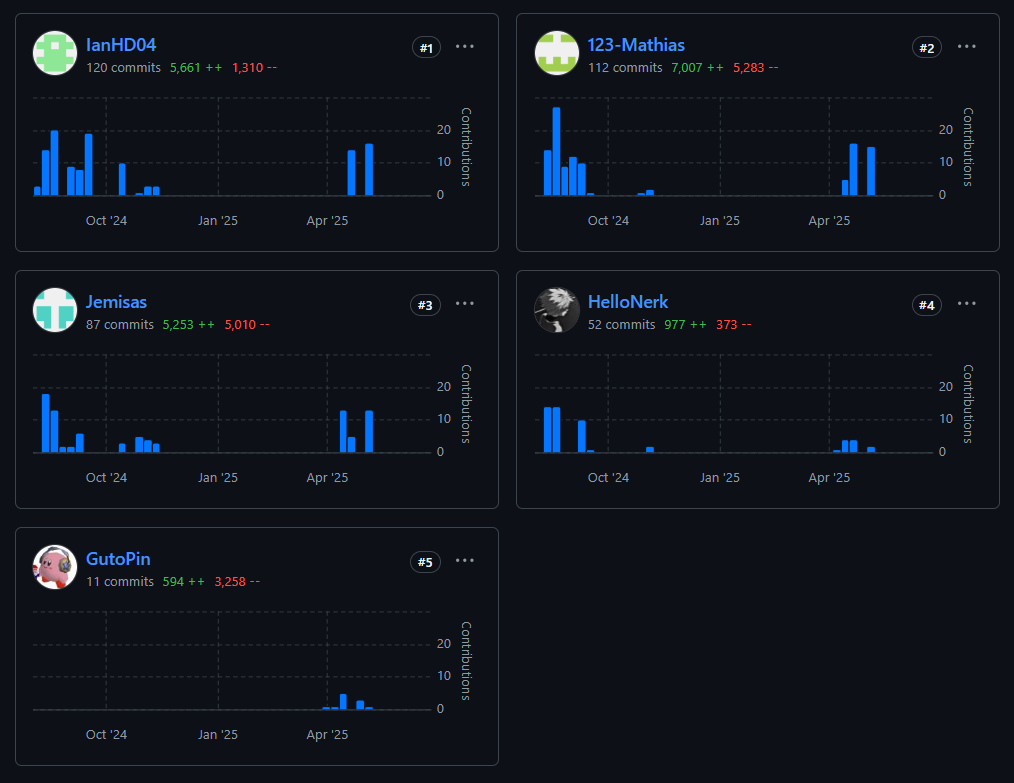 IanHD04
#1
120 commits 5,661 ++ 1,310 --
20
10
0
Contributions
Oct '24 Jan '25 Apr '25
123-Mathias
#2
112 commits 7,007 ++ 5,283 --
20
10
0
Contributions
Oct '24 Jan '25 Apr '25
Jemisas
#3
87 commits 5,253 ++ 5,010 --
20
10
0
Contributions
Oct '24 Jan '25 Apr '25
HelloNerk
#4
52 commits 977 ++ 373 --
20
10
0
Contributions
Oct '24 Jan '25 Apr '25
GutoPin
#5
11 commits 594 ++ 3,258 --
20
10
0
Contributions
Oct '24 Jan '25 Apr '25